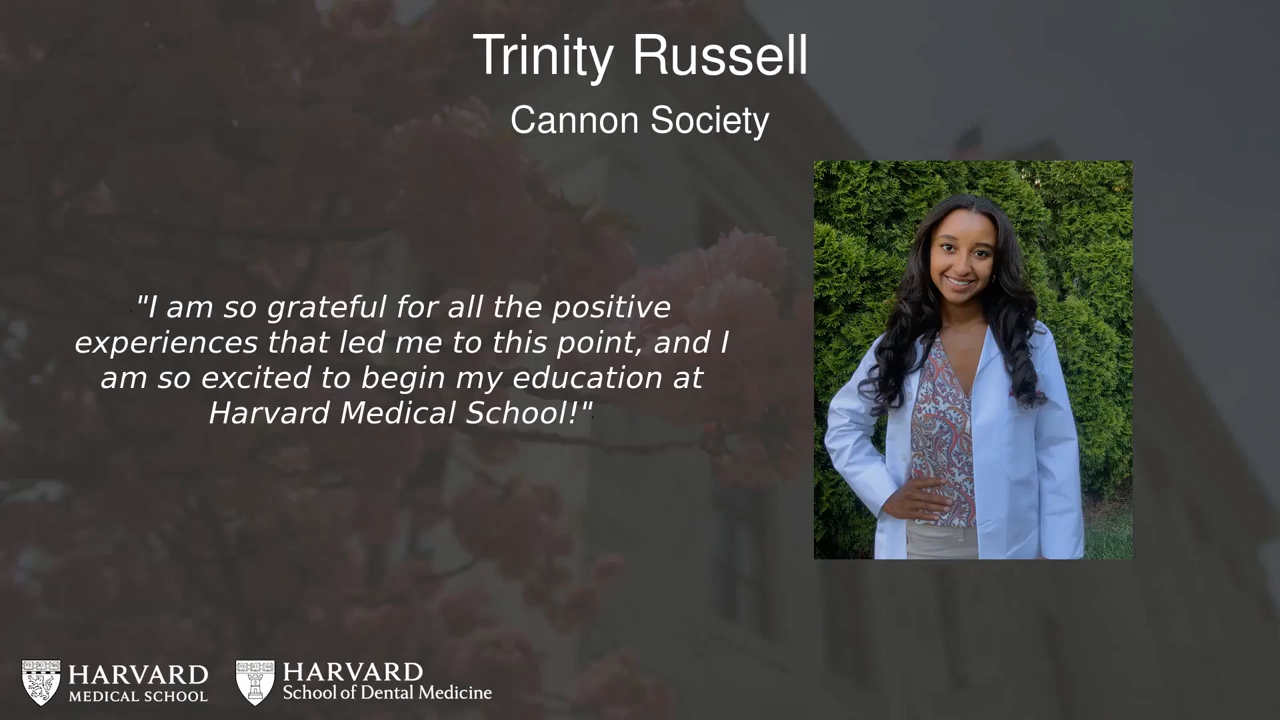 Trinity Russell
Cannon Society
"I am so grateful for all the positive
experiences that led me to this point, and I
am so excited to begin my education at
Harvard Medical School!"
HARVARD
MEDICAL SCHOOL
HARVARD
School of Dental Medicine